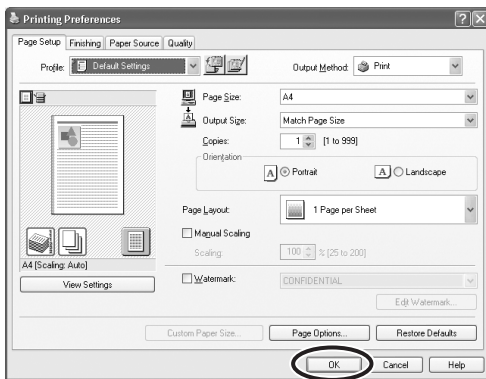 Printing Preferences
Page Setup Finishing Paper Source Quality
Profile: Default Settings Output Method: Print
Page Size: A4
Output Size: Match Page Size
Copies: 1 [1 to 999]
Orientation
A Portrait A Landscape
Page Layout: 1 Page per Sheet
Manual Scaling
Scaling: 100 % [25 to 200]
A4 [Scaling: Auto]
View Settings
Watermark: CONFIDENTIAL
Edit Watermark...
Custom Paper Size... Page Options... Restore Defaults
OK Cancel Help